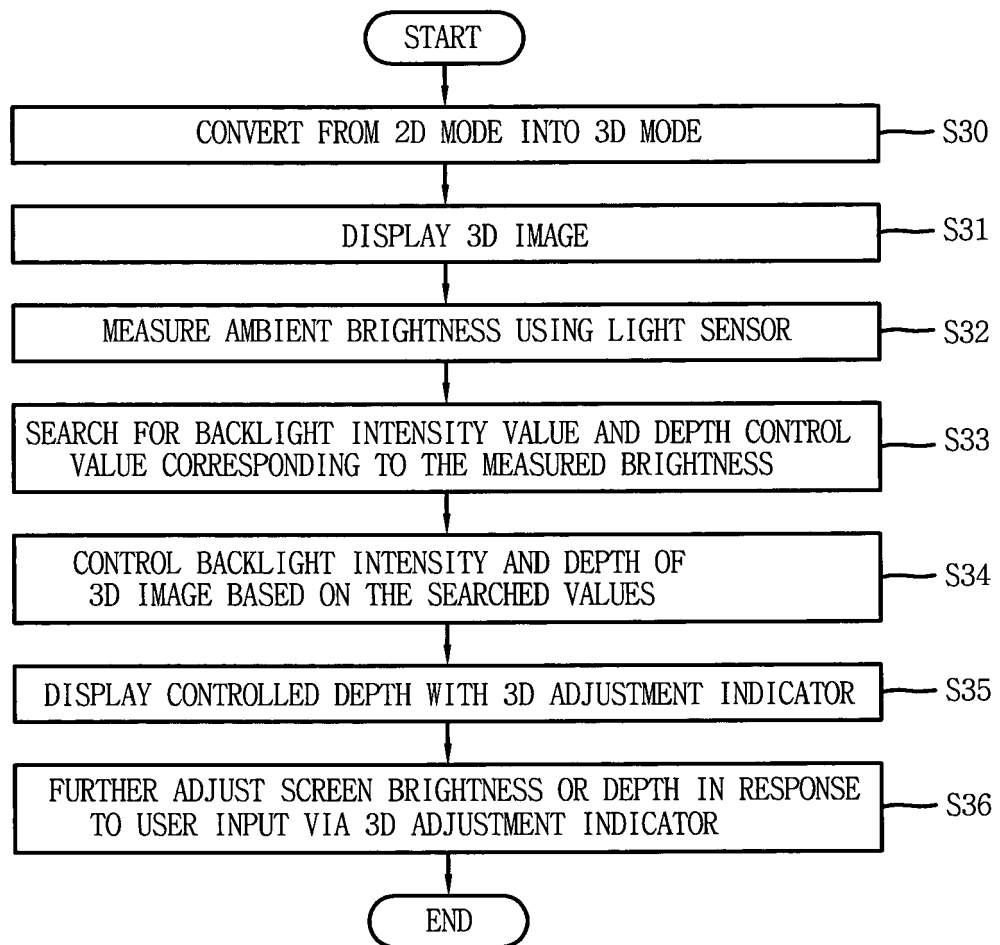 START
CONVERT FROM 2D MODE INTO 3D MODE
S30
DISPLAY 3D IMAGE
S31
MEASURE AMBIENT BRIGHTNESS USING LIGHT SENSOR
S32
SEARCH FOR BACKLIGHT INTENSITY VALUE AND DEPTH CONTROL
VALUE CORRESPONDING TO THE MEASURED BRIGHTNESS
S33
CONTROL BACKLIGHT INTENSITY AND DEPTH OF
3D IMAGE BASED ON THE SEARCHED VALUES
S34
DISPLAY CONTROLLED DEPTH WITH 3D ADJUSTMENT INDICATOR
S35
FURTHER ADJUST SCREEN BRIGHTNESS OR DEPTH IN RESPONSE
TO USER INPUT VIA 3D ADJUSTMENT INDICATOR
S36
END